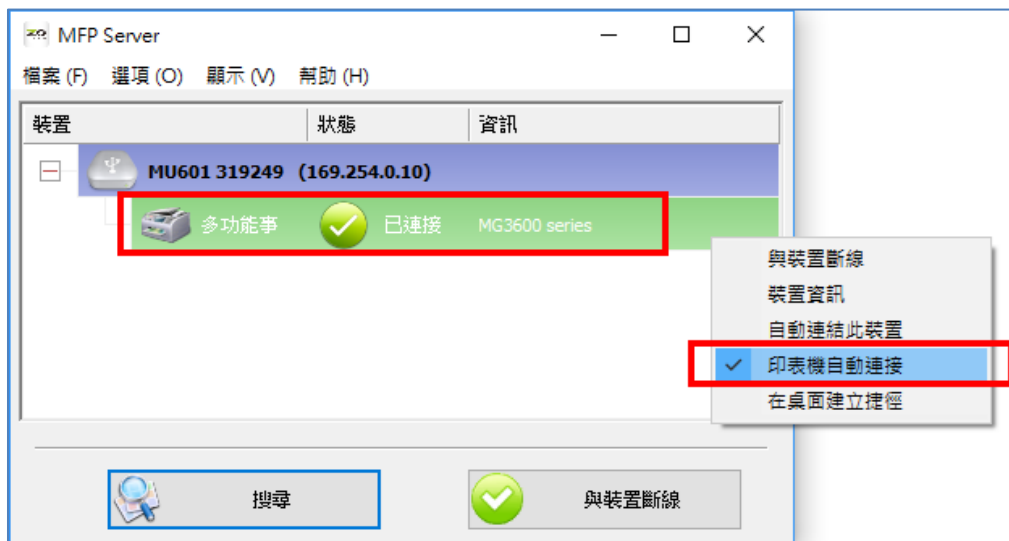 MFP Server
檔案 (F) 選項 (O) 顯示 (V) 幫助 (H)
裝置 狀態 資訊
MU601 319249 (169.254.0.10)
多功能事 已連接 MG3600 series
與裝置斷線
裝置資訊
自動連結此裝置
印表機自動連接
在桌面建立捷徑
搜尋 與裝置斷線